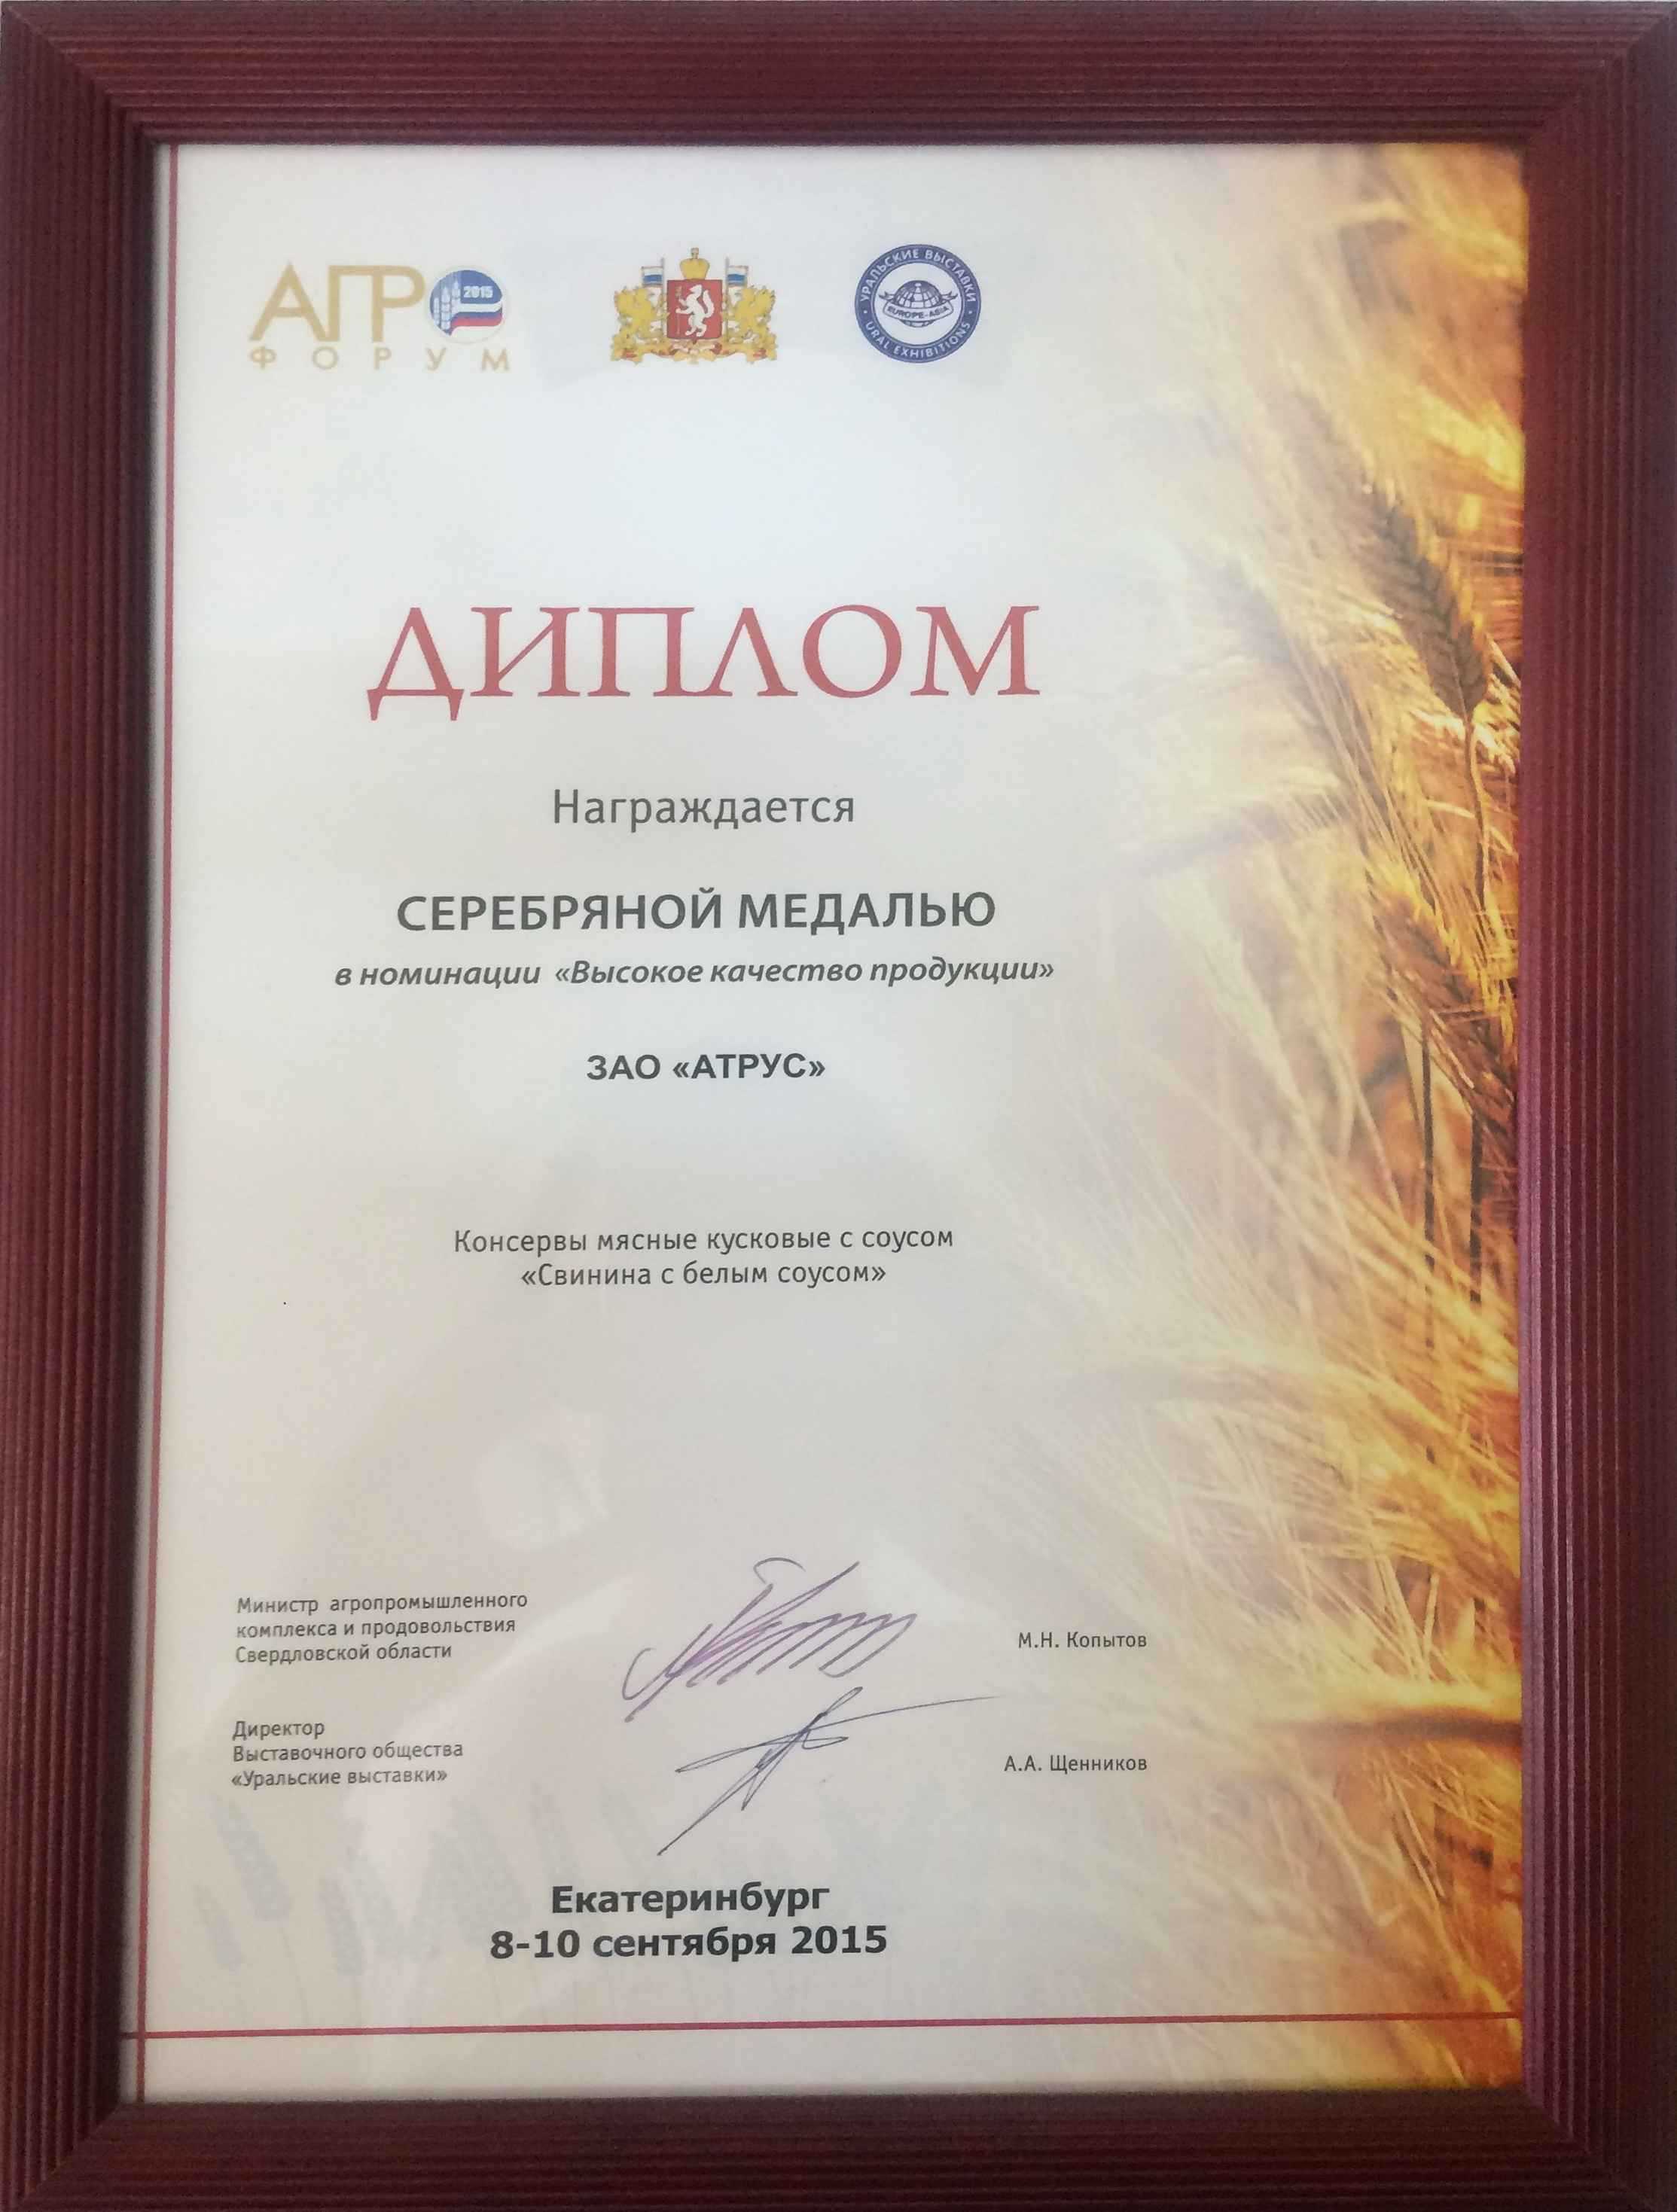 АГРО
2015
ФОРУМ
УРАЛЬСКИЕ ВЫСТАВКИ
EUROPE-ASIA
URAL EXHIBITIONS
ДИПЛОМ
Награждается
СЕРЕБРЯНОЙ МЕДАЛЬЮ
в номинации «Высокое качество продукции»
ЗАО «АТРУС»
Консервы мясные кусковые с соусом
«Свинина с белым соусом»
Министр агропромышленного
комплекса и продовольствия
Свердловской области
М.Н. Копытов
Директор
Выставочного общества
«Уральские выставки»
А.А. Щенников
Екатеринбург
8-10 сентября 2015